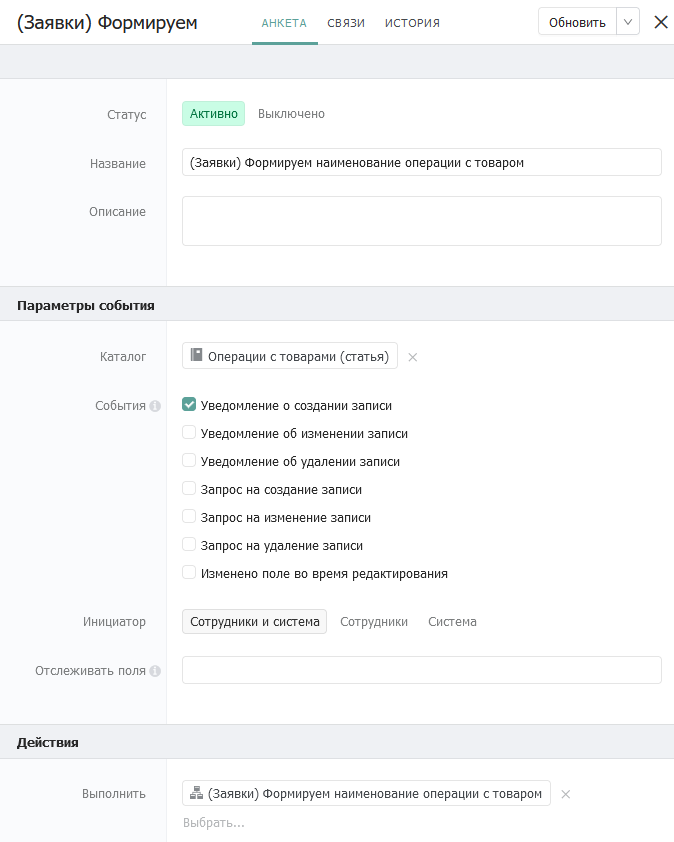 (Заявки) Формируем
АНКЕТА СВЯЗИ ИСТОРИЯ
Обновить
Статус
Активно Выключено
Название
(Заявки) Формируем наименование операции с товаром
Описание
Параметры события
Каталог
Операции с товарами (статья)
События
Уведомление о создании записи
Уведомление об изменении записи
Уведомление об удалении записи
Запрос на создание записи
Запрос на изменение записи
Запрос на удаление записи
Изменено поле во время редактирования
Инициатор
Сотрудники и система Сотрудники Система
Отслеживать поля
Действия
Выполнить
(Заявки) Формируем наименование операции с товаром
Выбрать...